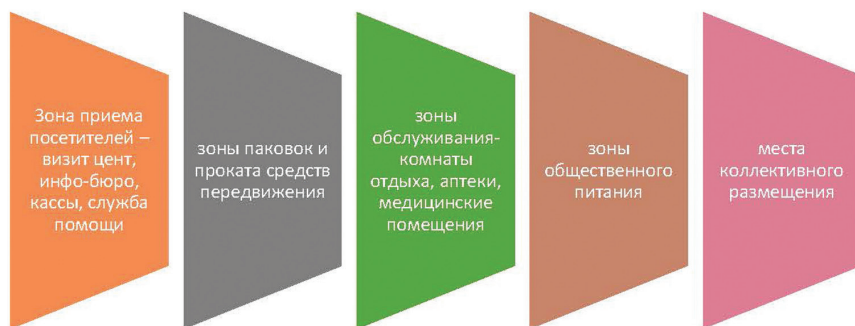 Зона приема
посетителей –
визит цент,
инфо-бюро,
кассы, служба
помощи
зоны паковок и
проката средств
передвижения
зоны
обслуживания-
комнаты
отдыха, аптеки,
медицинские
помещения
зоны
общественного
питания
места
коллективного
размещения